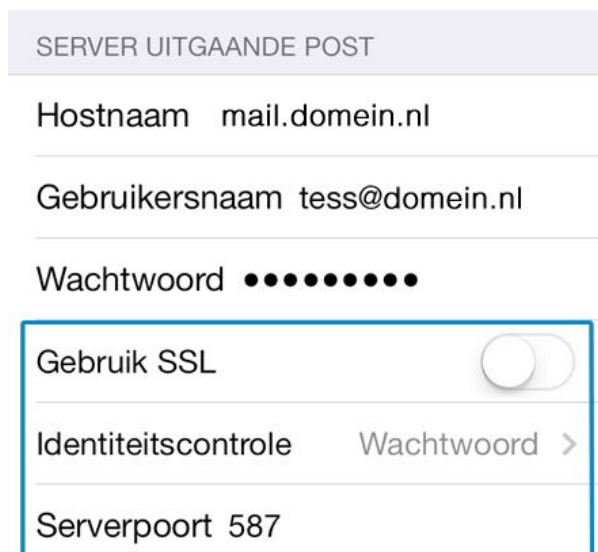 SERVER UITGAANDE POST
Hostnaam mail.domein.nl
Gebruikersnaam tess@domein.nl
Wachtwoord ●●●●●●●●●
Gebruik SSL
Identiteitscontrole Wachtwoord >
Serverpoort 587